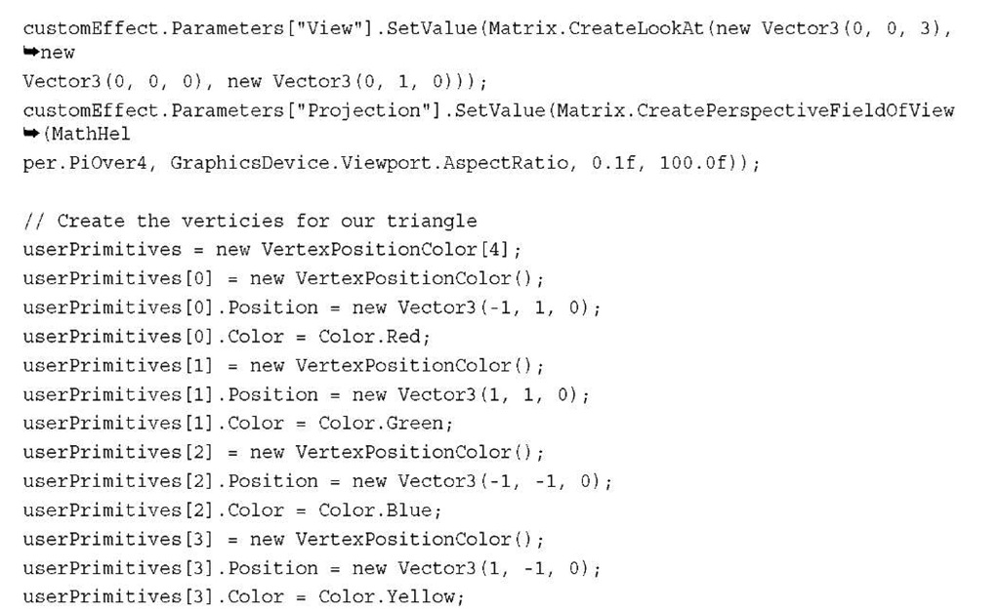 customEffect.Parameters["View"].SetValue(Matrix.CreateLookAt(new Vector3(0, 0, 3),
➥new
Vector3(0, 0, 0), new Vector3(0, 1, 0)));
customEffect.Parameters["Projection"].SetValue(Matrix.CreatePerspectiveFieldOfView
➥(MathHel
per.PiOver4, GraphicsDevice.Viewport.AspectRatio, 0.1f, 100.0f));
// Create the verticies for our triangle
userPrimitives = new VertexPositionColor[4];
userPrimitives[0] = new VertexPositionColor();
userPrimitives[0].Position = new Vector3(-1, 1, 0);
userPrimitives[0].Color = Color.Red;
userPrimitives[1] = new VertexPositionColor();
userPrimitives[1].Position = new Vector3(1, 1, 0);
userPrimitives[1].Color = Color.Green;
userPrimitives[2] = new VertexPositionColor();
userPrimitives[2].Position = new Vector3(-1, -1, 0);
userPrimitives[2].Color = Color.Blue;
userPrimitives[3] = new VertexPositionColor();
userPrimitives[3].Position = new Vector3(1, -1, 0);
userPrimitives[3].Color = Color.Yellow;